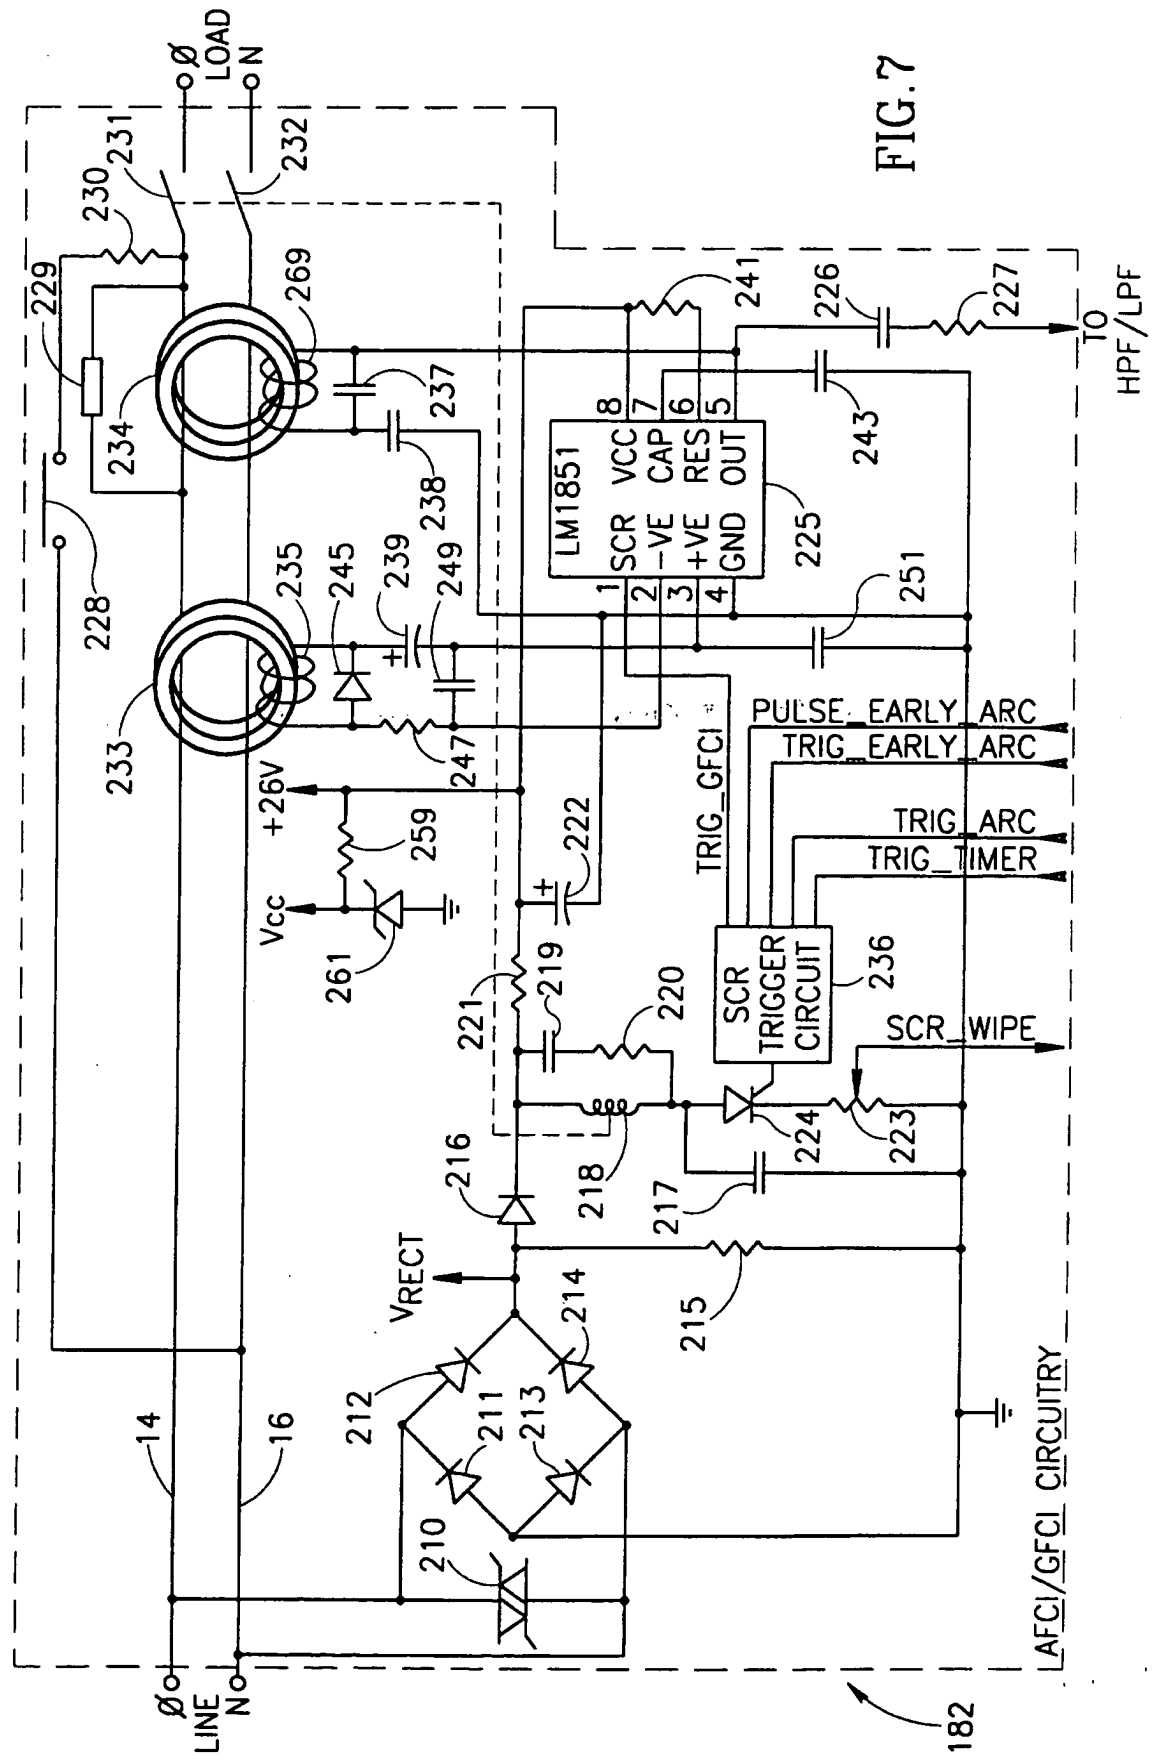 Ø
LOAD
N
230
231
232
229
234
269
228
233
235
237
238
245
239
249
247
+26V
259
Vcc
261
222
LM1851
1 SCR VCC 8
2 -VE CAP 7
3 +VE RES 6
4 GND OUT 5
225
241
226
227
243
251
TO
HPF/LPF
FIG.7
TRIG_GFCI
PULSE_EARLY_ARC
TRIG_EARLY_ARC
TRIG_ARC
TRIG_TIMER
SCR
TRIGGER
CIRCUIT
236
SCR_WIPE
221
219
220
216
218
224
223
217
215
VRECT
212
214
211
213
210
14
16
Ø
LINE
N
AFCI/GFCI CIRCUITRY
182